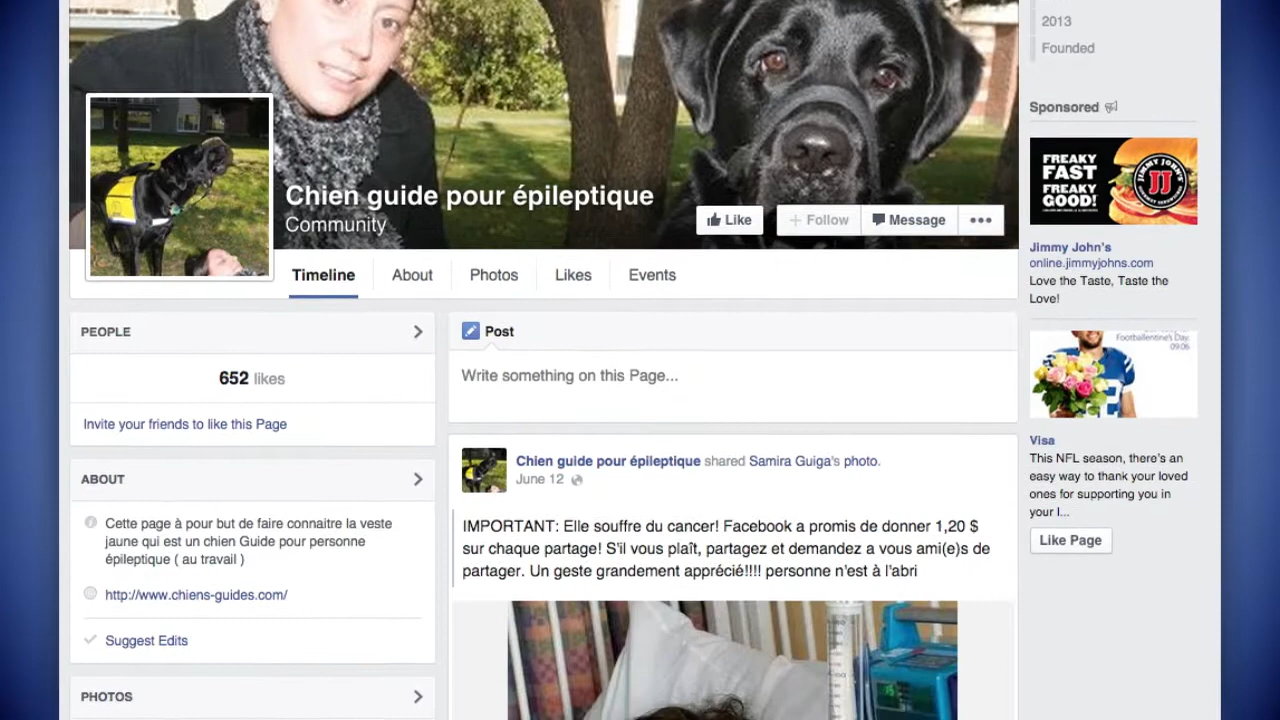 2013
Founded
Sponsored
FREAKY
FAST
FREAKY
GOOD!
JIMMY JOHN'S
JJ
Chien guide pour épileptique
Community
Like
+ Follow
Message
Jimmy John's
online.jimmyjohns.com
Love the Taste, Taste the
Love!
Timeline
About
Photos
Likes
Events
PEOPLE
652 likes
Invite your friends to like this Page
Post
Write something on this Page...
Footballentine's Day.
09.06
Visa
This NFL season, there's an
easy way to thank your loved
ones for supporting you in
your l...
Like Page
ABOUT
Cette page à pour but de faire connaitre la veste
jaune qui est un chien Guide pour personne
épileptique ( au travail )
http://www.chiens-guides.com/
Suggest Edits
PHOTOS
Chien guide pour épileptique shared Samira Guiga's photo.
June 12
IMPORTANT: Elle souffre du cancer! Facebook a promis de donner 1,20 $
sur chaque partage! S'il vous plaît, partagez et demandez a vous ami(e)s de
partager. Un geste grandement apprécié!!!! personne n'est à l'abri